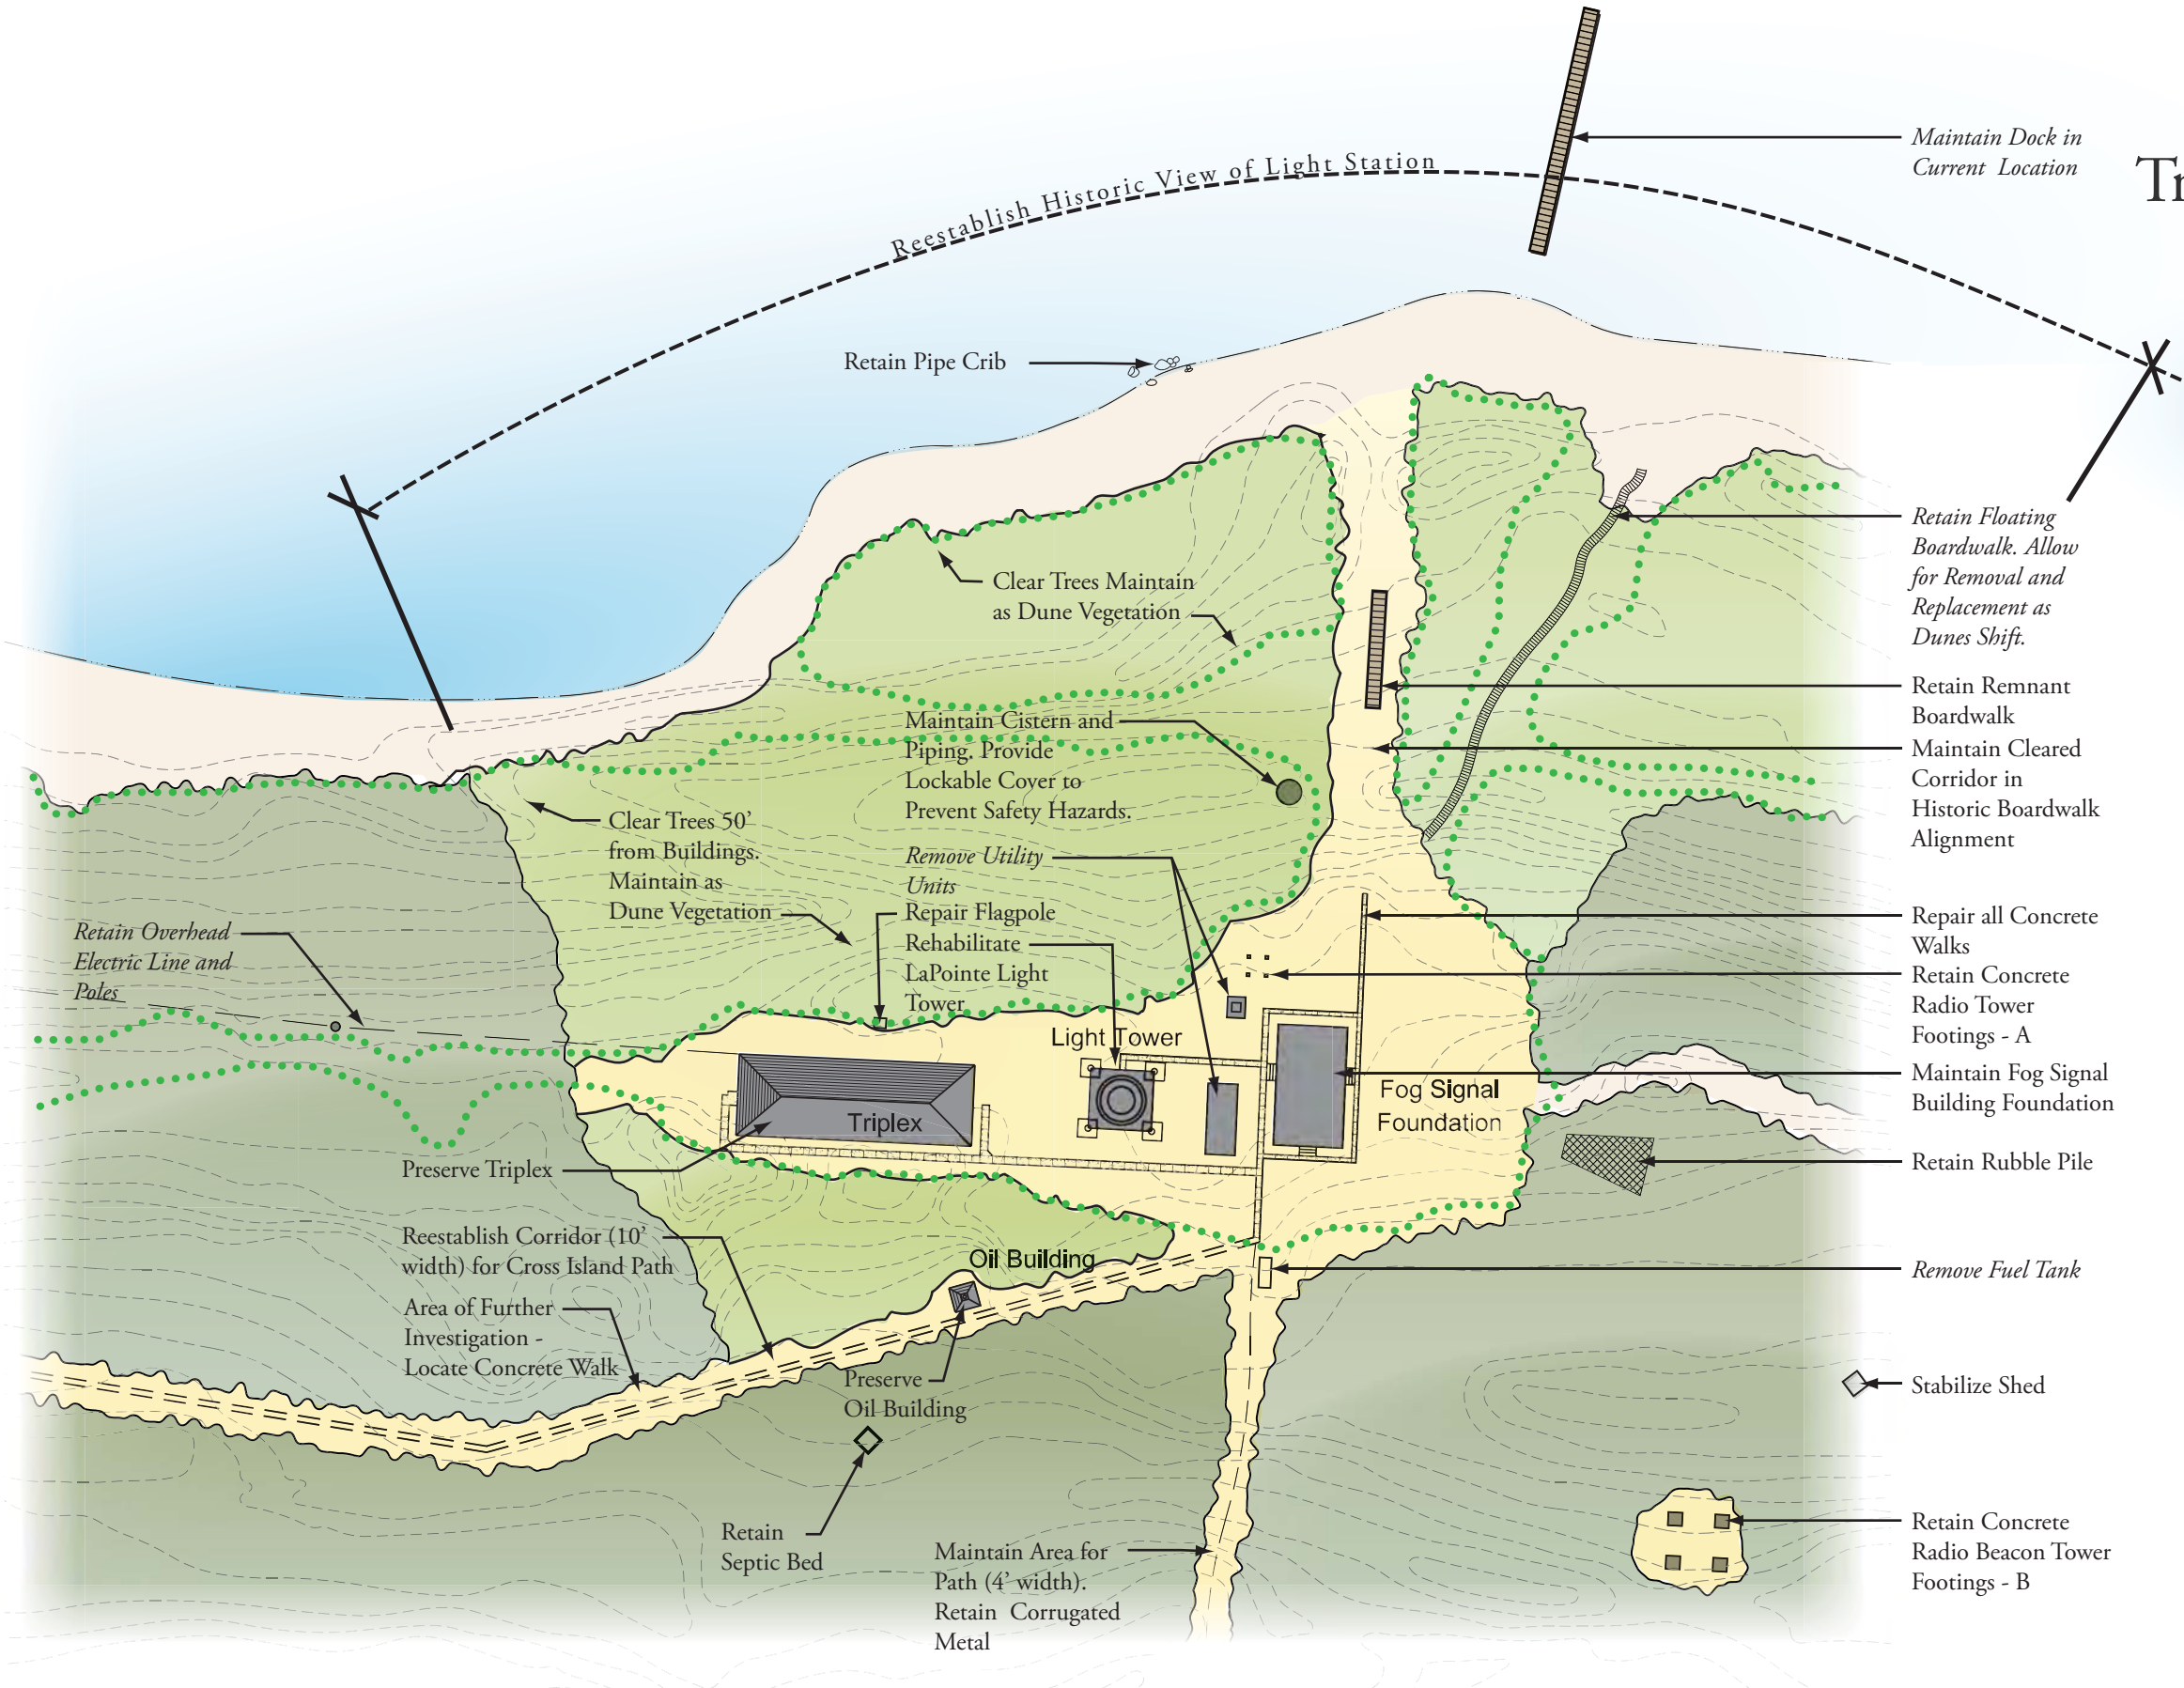 Maintain Dock in
Current Location
Tr
Reestablish Historic View of Light Station
Retain Pipe Crib
Retain Floating
Boardwalk. Allow
for Removal and
Replacement as
Dunes Shift.
Clear Trees Maintain
as Dune Vegetation
Retain Remnant
Boardwalk
Maintain Cistern and
Piping. Provide
Lockable Cover to
Prevent Safety Hazards.
Maintain Cleared
Corridor in
Historic Boardwalk
Alignment
Clear Trees 50’
from Buildings.
Maintain as
Dune Vegetation
Remove Utility
Units
Repair Flagpole
Rehabilitate
LaPointe Light
Tower
Repair all Concrete
Walks
Retain Overhead
Electric Line and
Poles
Retain Concrete
Radio Tower
Footings - A
Light Tower
Maintain Fog Signal
Building Foundation
Fog Signal
Foundation
Triplex
Preserve Triplex
Retain Rubble Pile
Reestablish Corridor (10’
width) for Cross Island Path
Oil Building
Remove Fuel Tank
Area of Further
Investigation -
Locate Concrete Walk
Preserve
Oil Building
Stabilize Shed
Retain
Septic Bed
Maintain Area for
Path (4’ width).
Retain Corrugated
Metal
Retain Concrete
Radio Beacon Tower
Footings - B